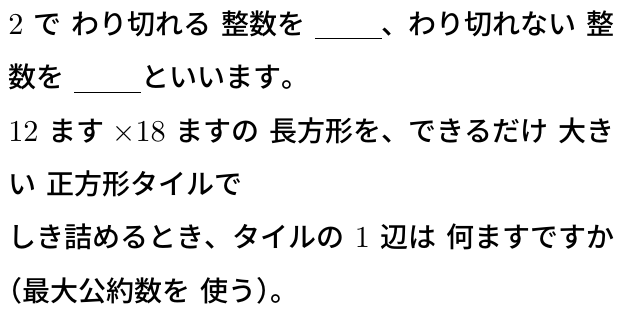 2 で わり切れる 整数を ____、わり切れない 整
数を ____といいます。
12 ます ×18 ますの 長方形を、できるだけ 大き
い 正方形タイルで
しき詰めるとき、タイルの 1 辺は 何ますですか
（最大公約数を 使う）。